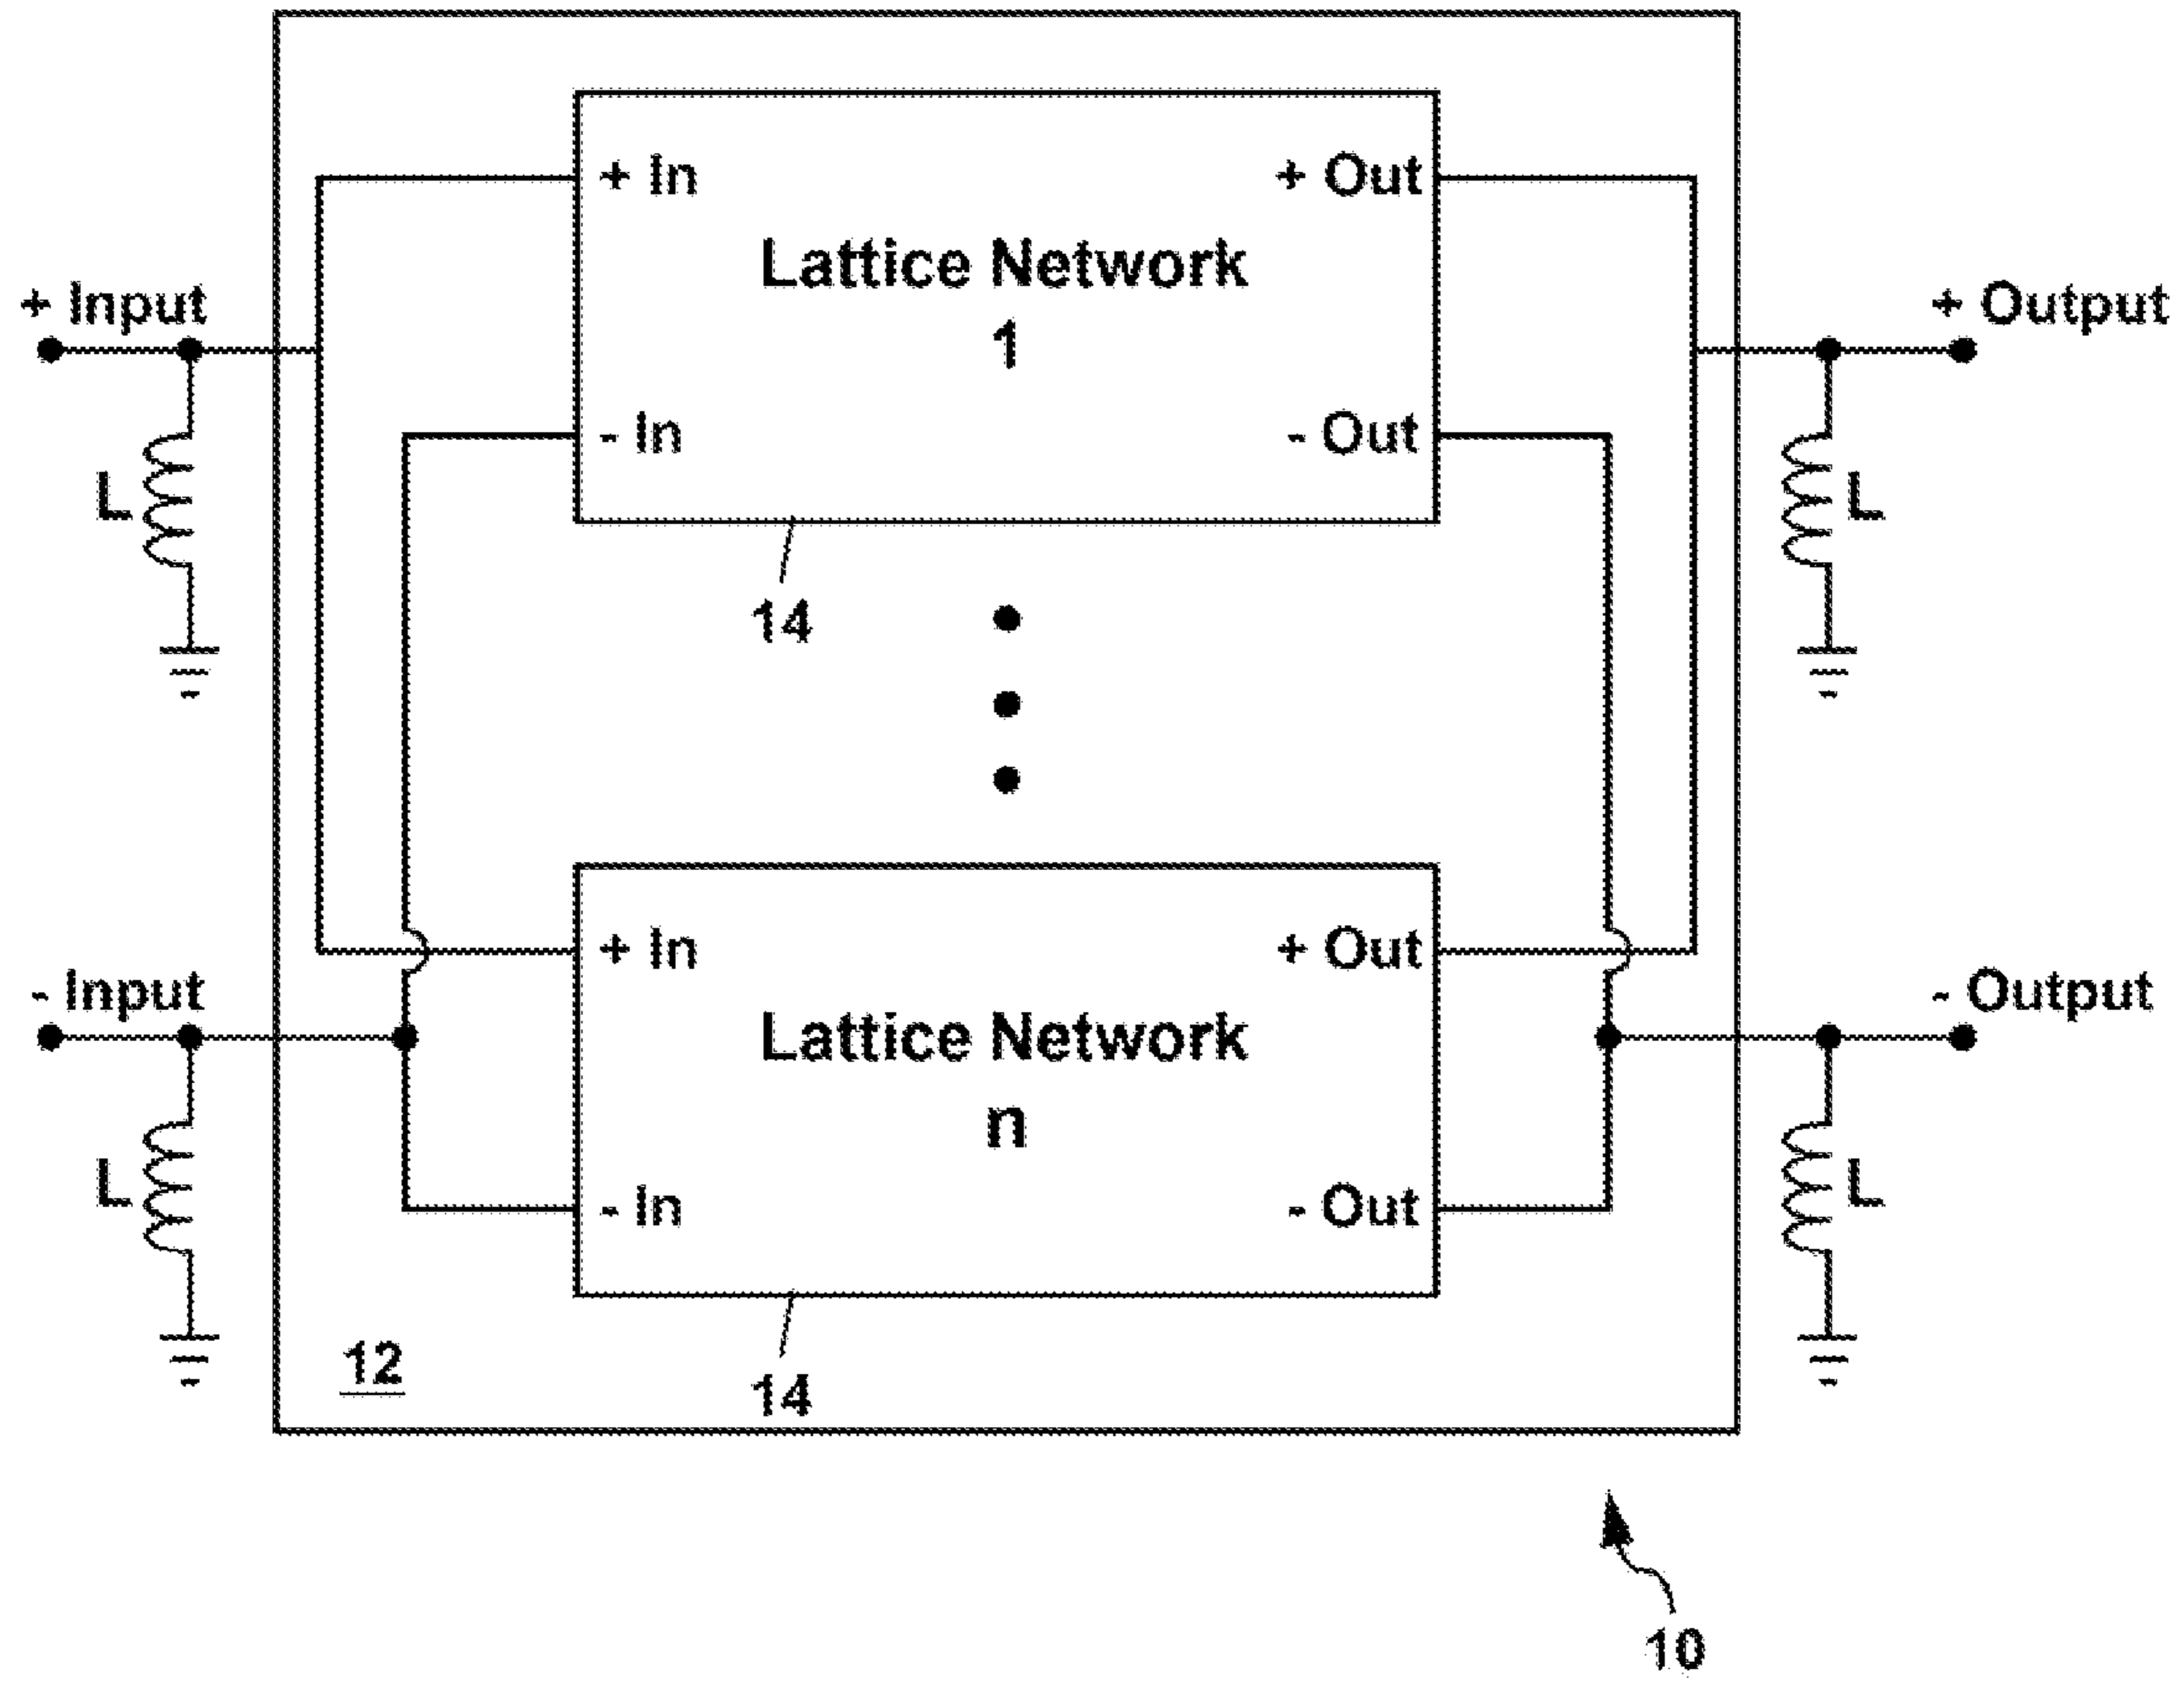 + In
+ Out
Lattice Network
1
+ Input
+ Output
- In
- Out
L
L
14
+ In
+ Out
- Input
- Output
Lattice Network
n
L
L
- In
- Out
12
14
10